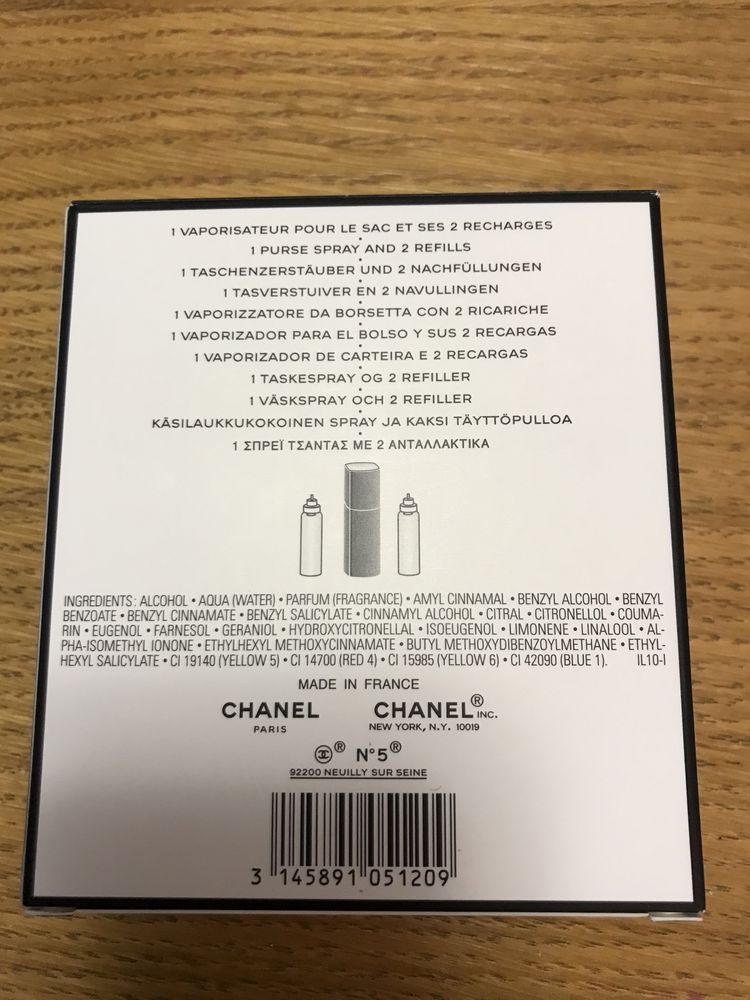 1 VAPORISATEUR POUR LE SAC ET SES 2 RECHARGES
1 PURSE SPRAY AND 2 REFILLS
1 TASCHENZERSTÄUBER UND 2 NACHFÜLLUNGEN
1 TASVERSTUIVER EN 2 NAVULLINGEN
1 VAPORIZZATORE DA BORSETTA CON 2 RICARICHE
1 VAPORIZADOR PARA EL BOLSO Y SUS 2 RECARGAS
1 VAPORIZADOR DE CARTEIRA E 2 RECARGAS
1 TASKESPRAY OG 2 REFILLER
1 VÄSKSPRAY OCH 2 REFILLER
KÄSILAUKKUKOKOINEN SPRAY JA KAKSI TÄYTTÖPULLOA
1 ΣΠΡΕΪ ΤΣΑΝΤΑΣ ΜΕ 2 ΑΝΤΑΛΛΑΚΤΙΚΑ
INGREDIENTS: ALCOHOL • AQUA (WATER) • PARFUM (FRAGRANCE) • AMYL CINNAMAL • BENZYL ALCOHOL • BENZYL
BENZOATE • BENZYL CINNAMATE • BENZYL SALICYLATE • CINNAMYL ALCOHOL • CITRAL • CITRONELLOL • COUMA-
RIN • EUGENOL • FARNESOL • GERANIOL • HYDROXYCITRONELLAL • ISOEUGENOL • LIMONENE • LINALOOL • AL-
PHA-ISOMETHYL IONONE • ETHYLHEXYL METHOXYCINNAMATE • BUTYL METHOXYDIBENZOYLMETHANE • ETHYL-
HEXYL SALICYLATE • CI 19140 (YELLOW 5) • CI 14700 (RED 4) • CI 15985 (YELLOW 6) • CI 42090 (BLUE 1). IL10-I
MADE IN FRANCE
CHANEL CHANEL® INC.
PARIS NEW YORK, N.Y. 10019
® N°5®
92200 NEUILLY SUR SEINE
3 145891 051209